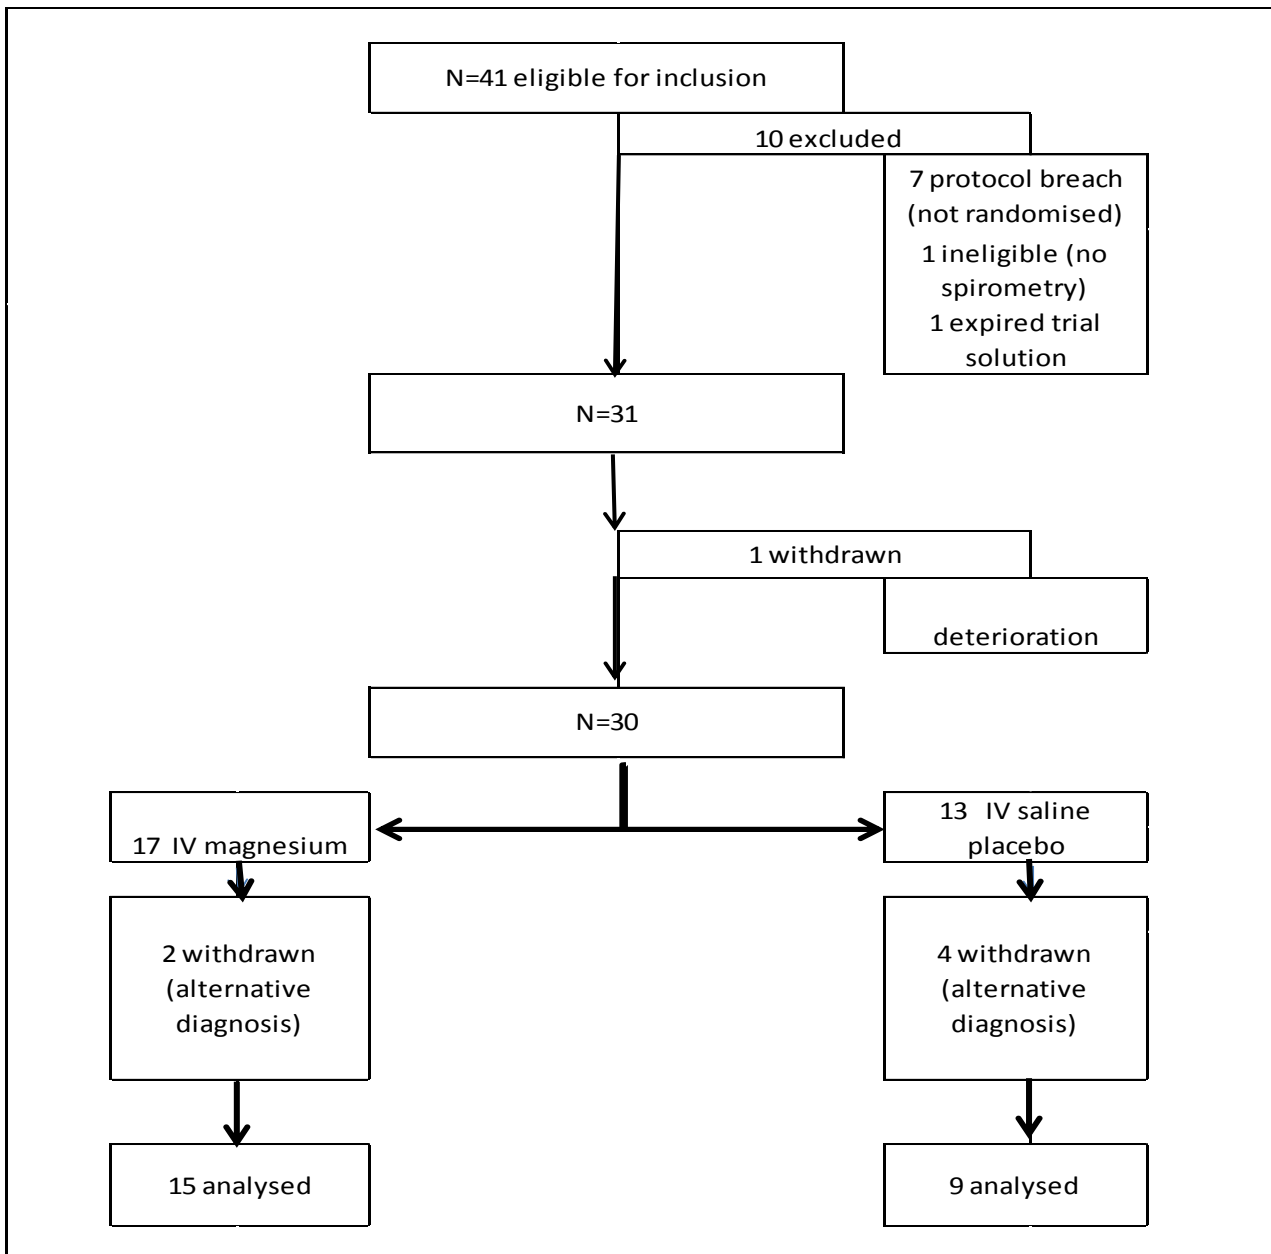 N=41 eligible for inclusion
10 excluded
7 protocol breach
(not randomised)
1 ineligible (no
spirometry)
1 expired trial
solution
N=31
1 withdrawn
deterioration
N=30
17 IV magnesium
13 IV saline
placebo
2 withdrawn
(alternative
diagnosis)
4 withdrawn
(alternative
diagnosis)
15 analysed
9 analysed